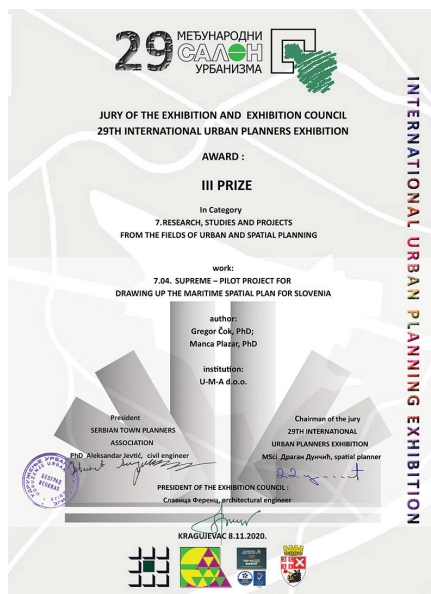 29 МЕЂУНАРОДНИ
САЛОН
УРБАНИЗМА
JURY OF THE EXHIBITION AND EXHIBITION COUNCIL
29TH INTERNATIONAL URBAN PLANNERS EXHIBITION
AWARD :
III PRIZE
In Category
7.RESEARCH, STUDIES AND PROJECTS
FROM THE FIELDS OF URBAN AND SPATIAL PLANNING
work:
7.04. SUPREME – PILOT PROJECT FOR
DRAWING UP THE MARITIME SPATIAL PLAN FOR SLOVENIA
author:
Gregor Čok, PhD;
Manca Plazar, PhD
institution:
U-M-A d.o.o.
President
SERBIAN TOWN PLANNERS
ASSOCIATION
PhD Aleksandar Jevtić, civil engineer
Chairman of the jury
29TH INTERNATIONAL
URBAN PLANNERS EXHIBITION
MSci Драган Дунчић, spatial planner
БЕОГРАД
BEOGRAD
PRESIDENT OF THE EXHIBITION COUNCIL :
Славица Ференц, architectural engineer
KRAGUJEVAC 8.11.2020.
INTERNATIONAL URBAN PLANNING EXHIBITION